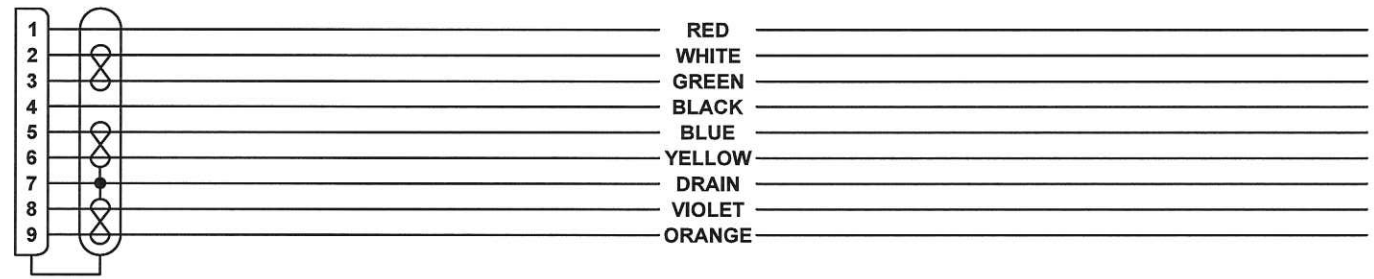 1 RED
2 WHITE
3 GREEN
4 BLACK
5 BLUE
6 YELLOW
7 DRAIN
8 VIOLET
9 ORANGE